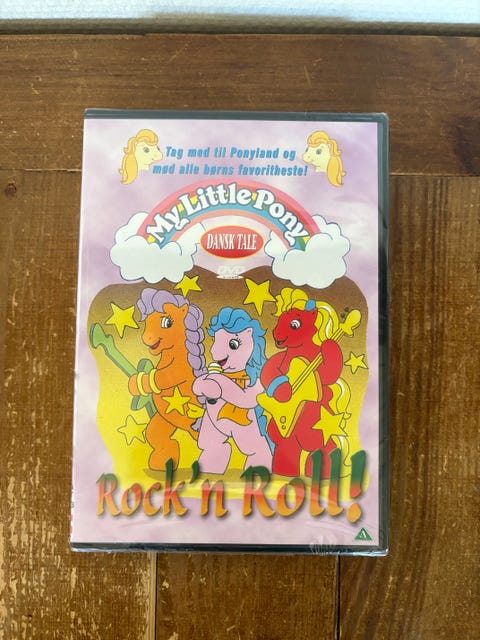 Tag med til Ponyland og
mød alle børns favoritheste!
My Little Pony
DANSK TALE
DVD
Rock'n Roll!
A